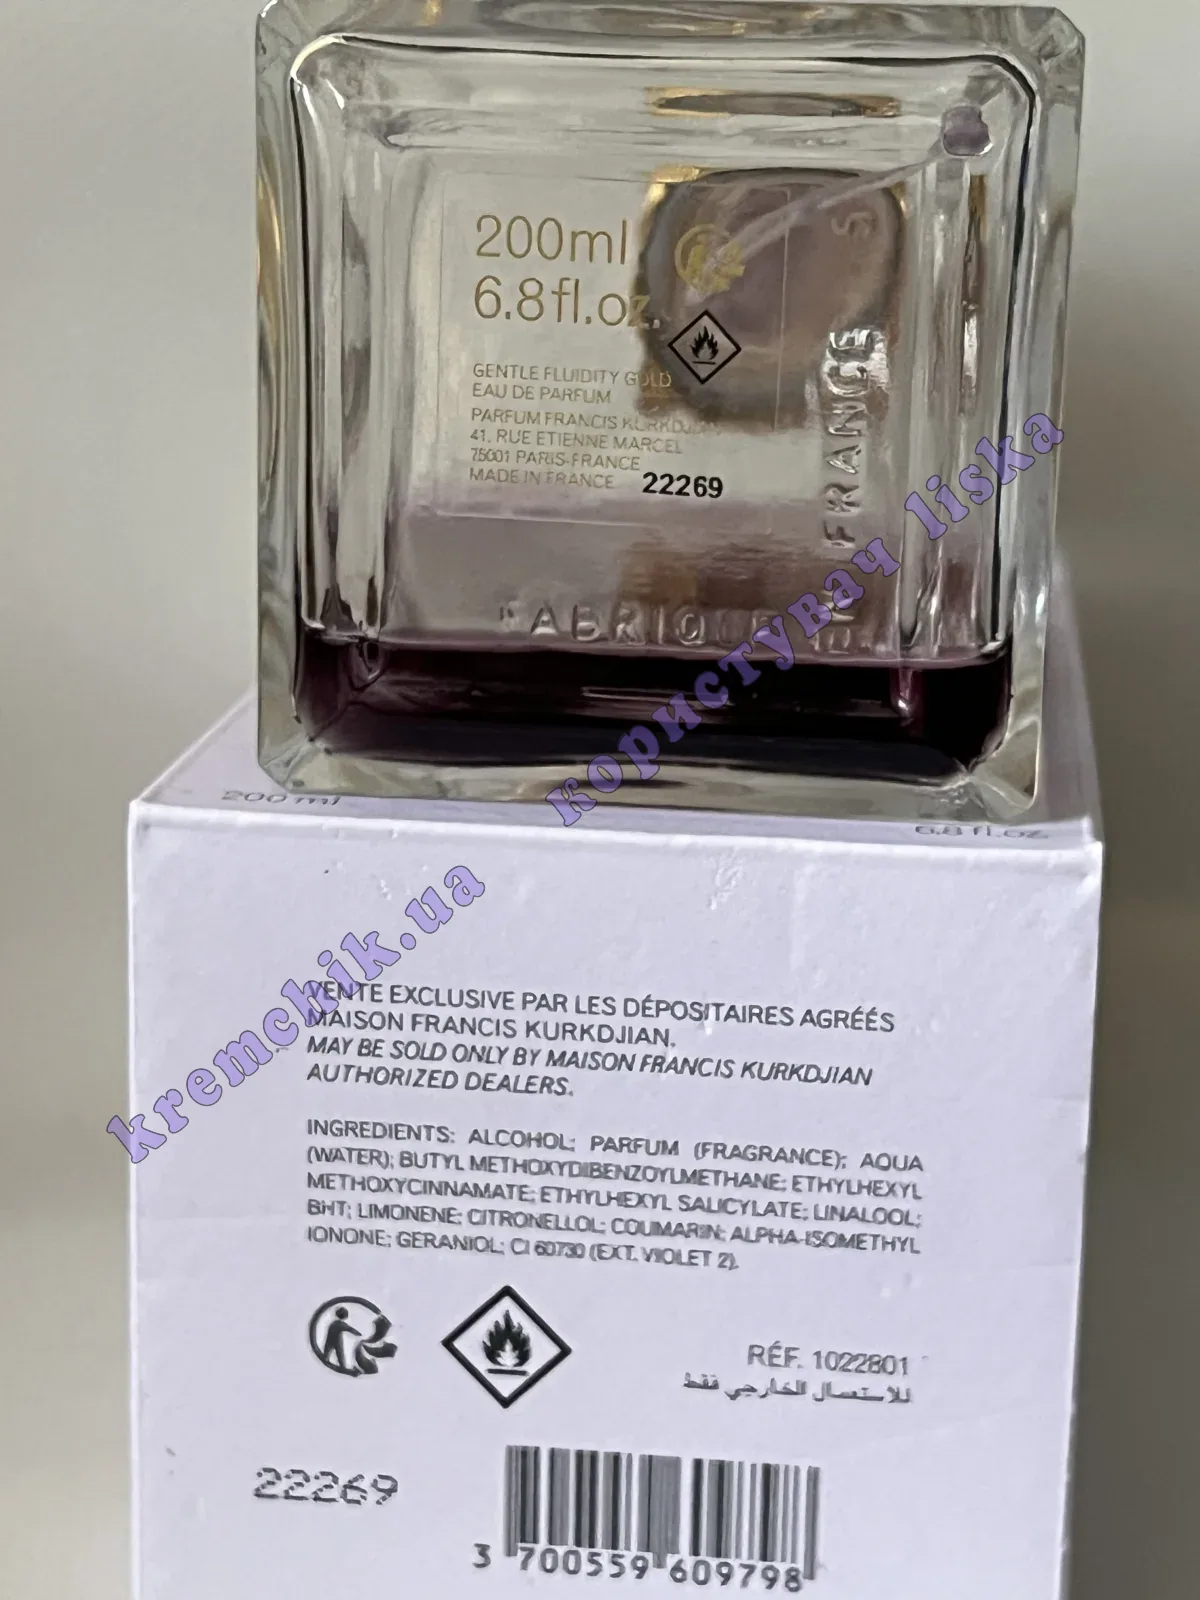 200ml
6.8fl.oz.
GENTLE FLUIDITY GOLD
EAU DE PARFUM
PARFUM FRANCIS KURKDJIAN
41, RUE ETIENNE MARCEL
75001 PARIS-FRANCE
MADE IN FRANCE 22269
FRANCE
FABRIQUE
користувач liska
200 ml
6.8 fl.oz
kremchik.ua
VENTE EXCLUSIVE PAR LES DÉPOSITAIRES AGRÉÉS
MAISON FRANCIS KURKDJIAN.
MAY BE SOLD ONLY BY MAISON FRANCIS KURKDJIAN
AUTHORIZED DEALERS.
INGREDIENTS: ALCOHOL; PARFUM (FRAGRANCE); AQUA
(WATER); BUTYL METHOXYDIBENZOYLMETHANE; ETHYLHEXYL
METHOXYCINNAMATE; ETHYLHEXYL SALICYLATE; LINALOOL;
BHT; LIMONENE; CITRONELLOL; COUMARIN; ALPHA-ISOMETHYL
IONONE; GERANIOL; CI 60730 (EXT. VIOLET 2).
RÉF. 1022801
للاستعمال الخارجي فقط
22269
3 700559 609798